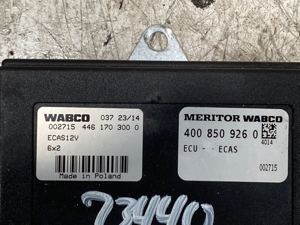 WABCO 037 23/14
002715 446 170 300 0
ECAS12V
6x2
Made in Poland
MERITOR WABCO
400 850 926 0
4014
ECU - - ECAS
002715
73440